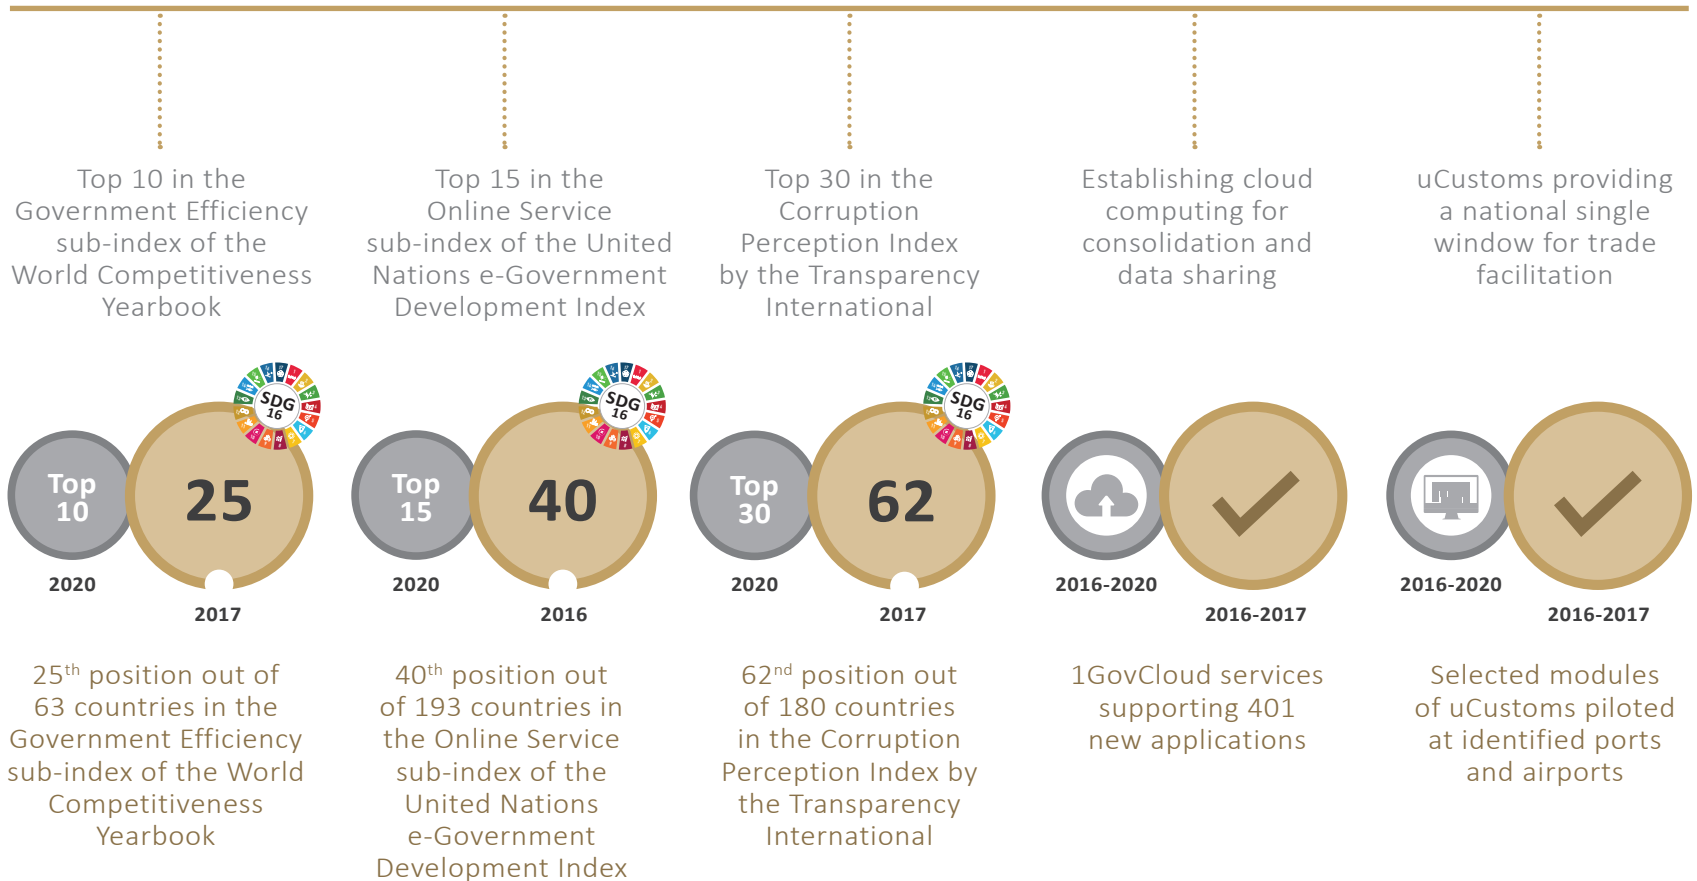 Top 10 in the
Government Efficiency
sub-index of the
World Competitiveness
Yearbook
Top 15 in the
Online Service
sub-index of the United
Nations e-Government
Development Index
Top 30 in the
Corruption
Perception Index
by the Transparency
International
Establishing cloud
computing for
consolidation and
data sharing
uCustoms providing
a national single
window for trade
facilitation
SDG
16
Top
10
25
2020
2017
SDG
16
Top
15
40
2020
2016
SDG
16
Top
30
62
2020
2017
2016-2020
2016-2017
2016-2020
2016-2017
25th position out of
63 countries in the
Government Efficiency
sub-index of the World
Competitiveness
Yearbook
40th position out
of 193 countries in
the Online Service
sub-index of the
United Nations
e-Government
Development Index
62nd position out
of 180 countries
in the Corruption
Perception Index by
the Transparency
International
1GovCloud services
supporting 401
new applications
Selected modules
of uCustoms piloted
at identified ports
and airports